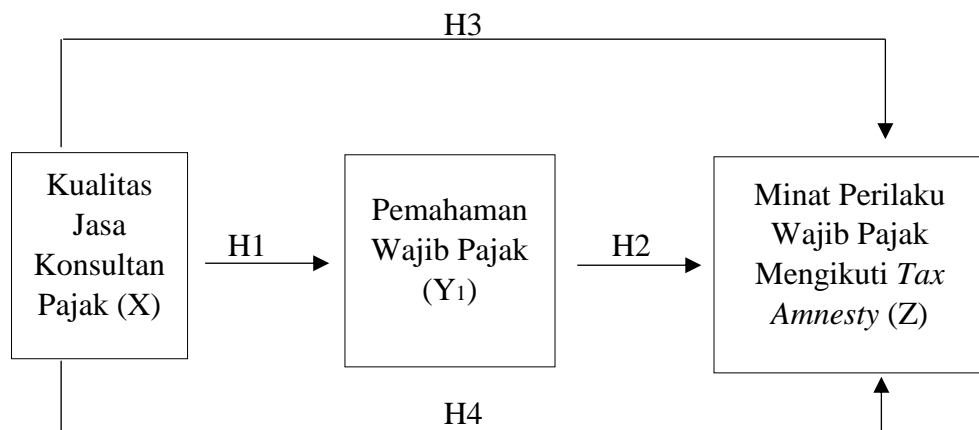 H3
Kualitas
Jasa
Konsultan
Pajak (X)
H1
Pemahaman
Wajib Pajak
(Y1)
H2
Minat Perilaku
Wajib Pajak
Mengikuti Tax
Amnesty (Z)
H4